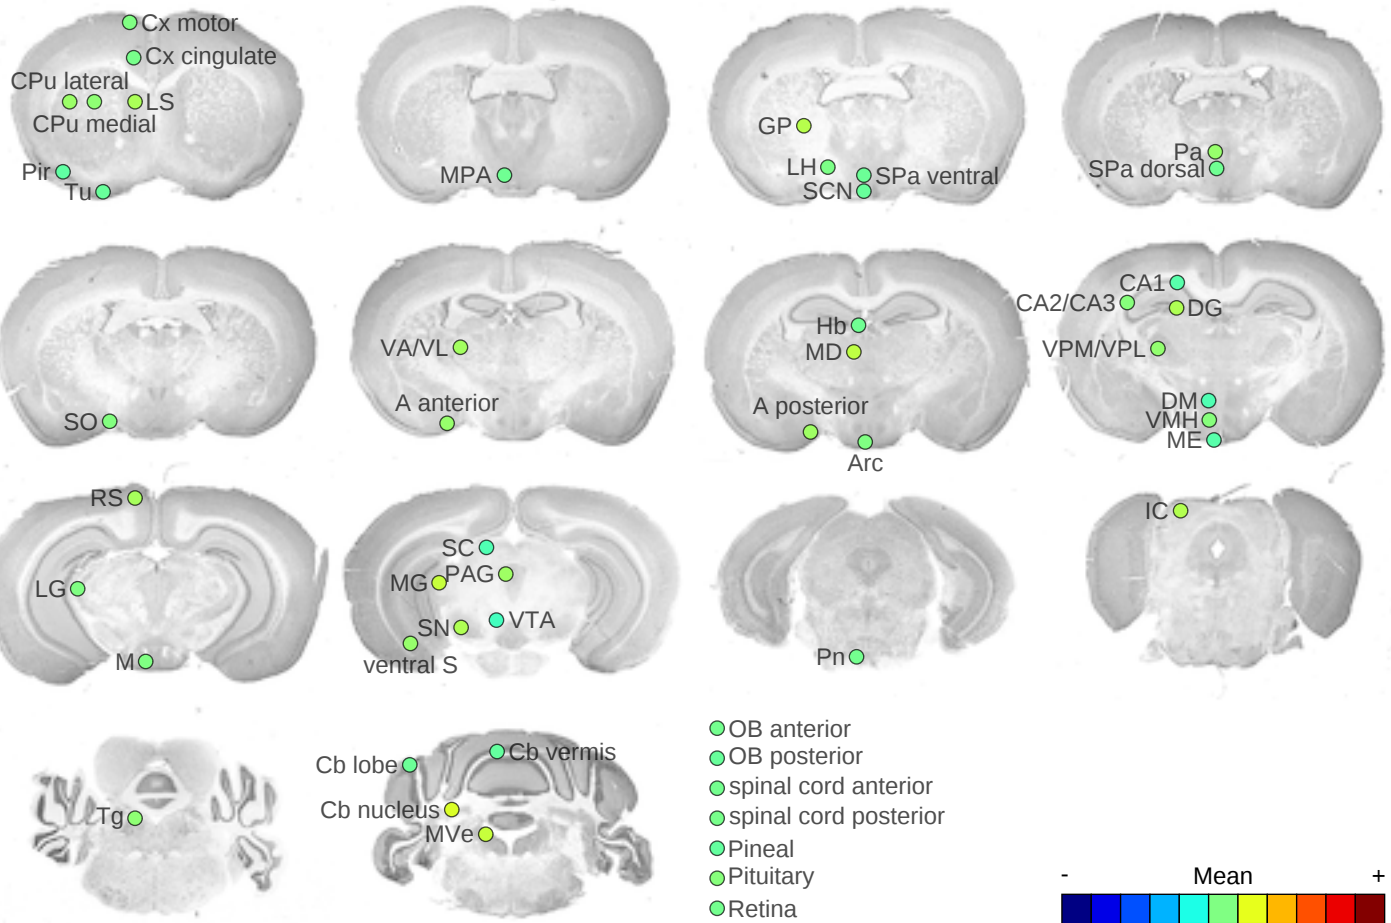 Cx motor
Cx cingulate
CPu lateral
LS
CPu medial
Pir
Tu
MPA
GP
LH
SPa ventral
SCN
Pa
SPa dorsal
SO
VA/VL
A anterior
Hb
MD
A posterior
Arc
CA1
CA2/CA3
DG
VPM/VPL
DM
VMH
ME
RS
LG
M
SC
PAG
MG
VTA
SN
ventral S
Pn
IC
Tg
Cb lobe
Cb vermis
Cb nucleus
MVe
OB anterior
OB posterior
spinal cord anterior
spinal cord posterior
Pineal
Pituitary
Retina
- Mean +